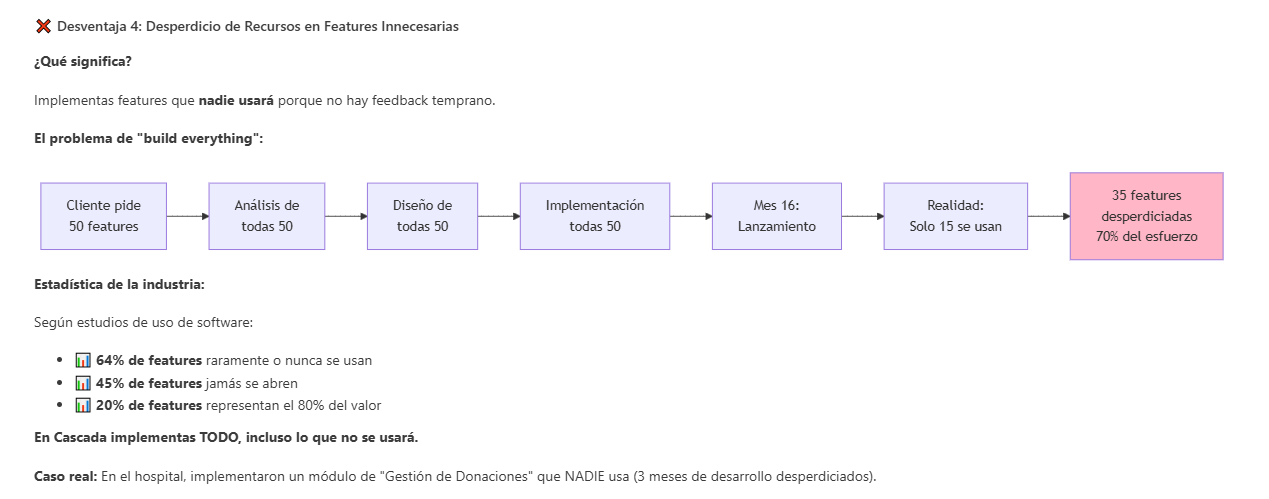 ❌ Desventaja 4: Desperdicio de Recursos en Features Innecesarias
¿Qué significa?
Implementas features que nadie usará porque no hay feedback temprano.
El problema de "build everything":
Cliente pide
50 features
Análisis de
todas 50
Diseño de
todas 50
Implementación
todas 50
Mes 16:
Lanzamiento
Realidad:
Solo 15 se usan
35 features
desperdiciadas
70% del esfuerzo
Estadística de la industria:
Según estudios de uso de software:
• 📊 64% de features raramente o nunca se usan
• 📊 45% de features jamás se abren
• 📊 20% de features representan el 80% del valor
En Cascada implementas TODO, incluso lo que no se usará.
Caso real: En el hospital, implementaron un módulo de "Gestión de Donaciones" que NADIE usa (3 meses de desarrollo desperdiciados).